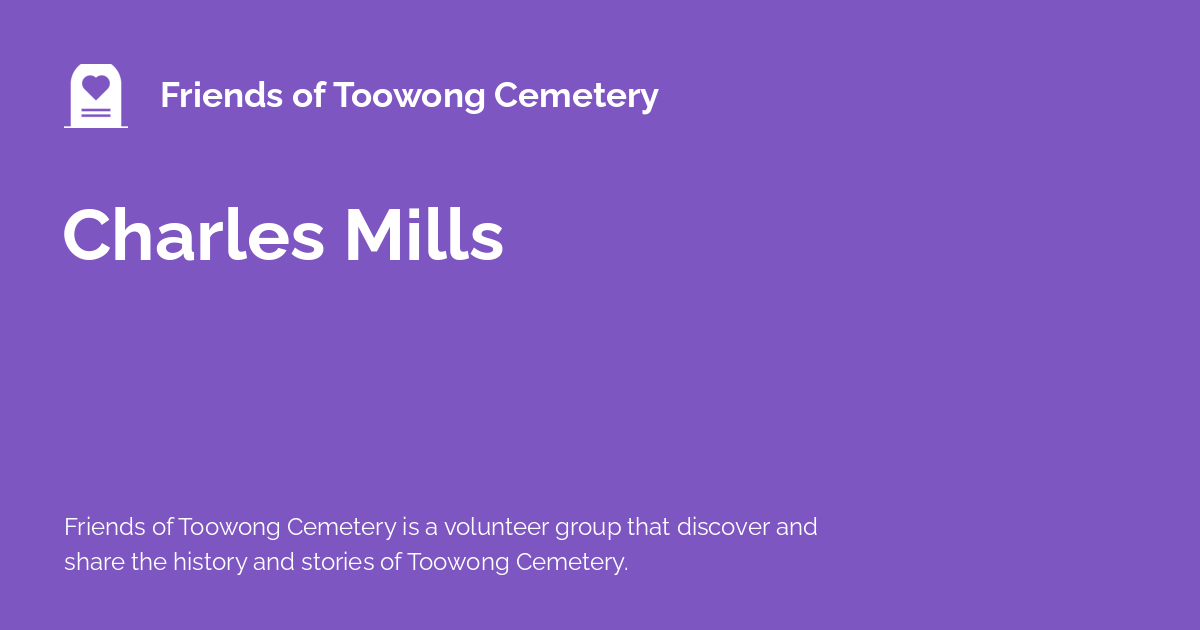 Friends of Toowong Cemetery
Charles Mills
Friends of Toowong Cemetery is a volunteer group that discover and
share the history and stories of Toowong Cemetery.